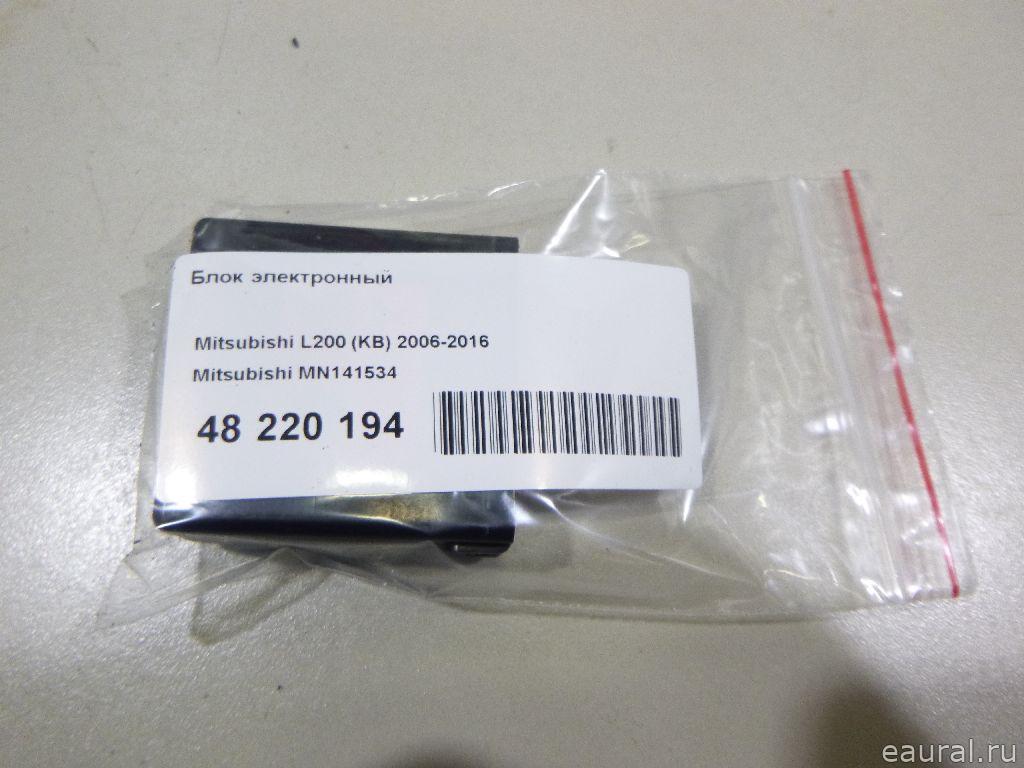 Блок электронный
Mitsubishi L200 (KB) 2006-2016
Mitsubishi MN141534
48 220 194
eaural.ru